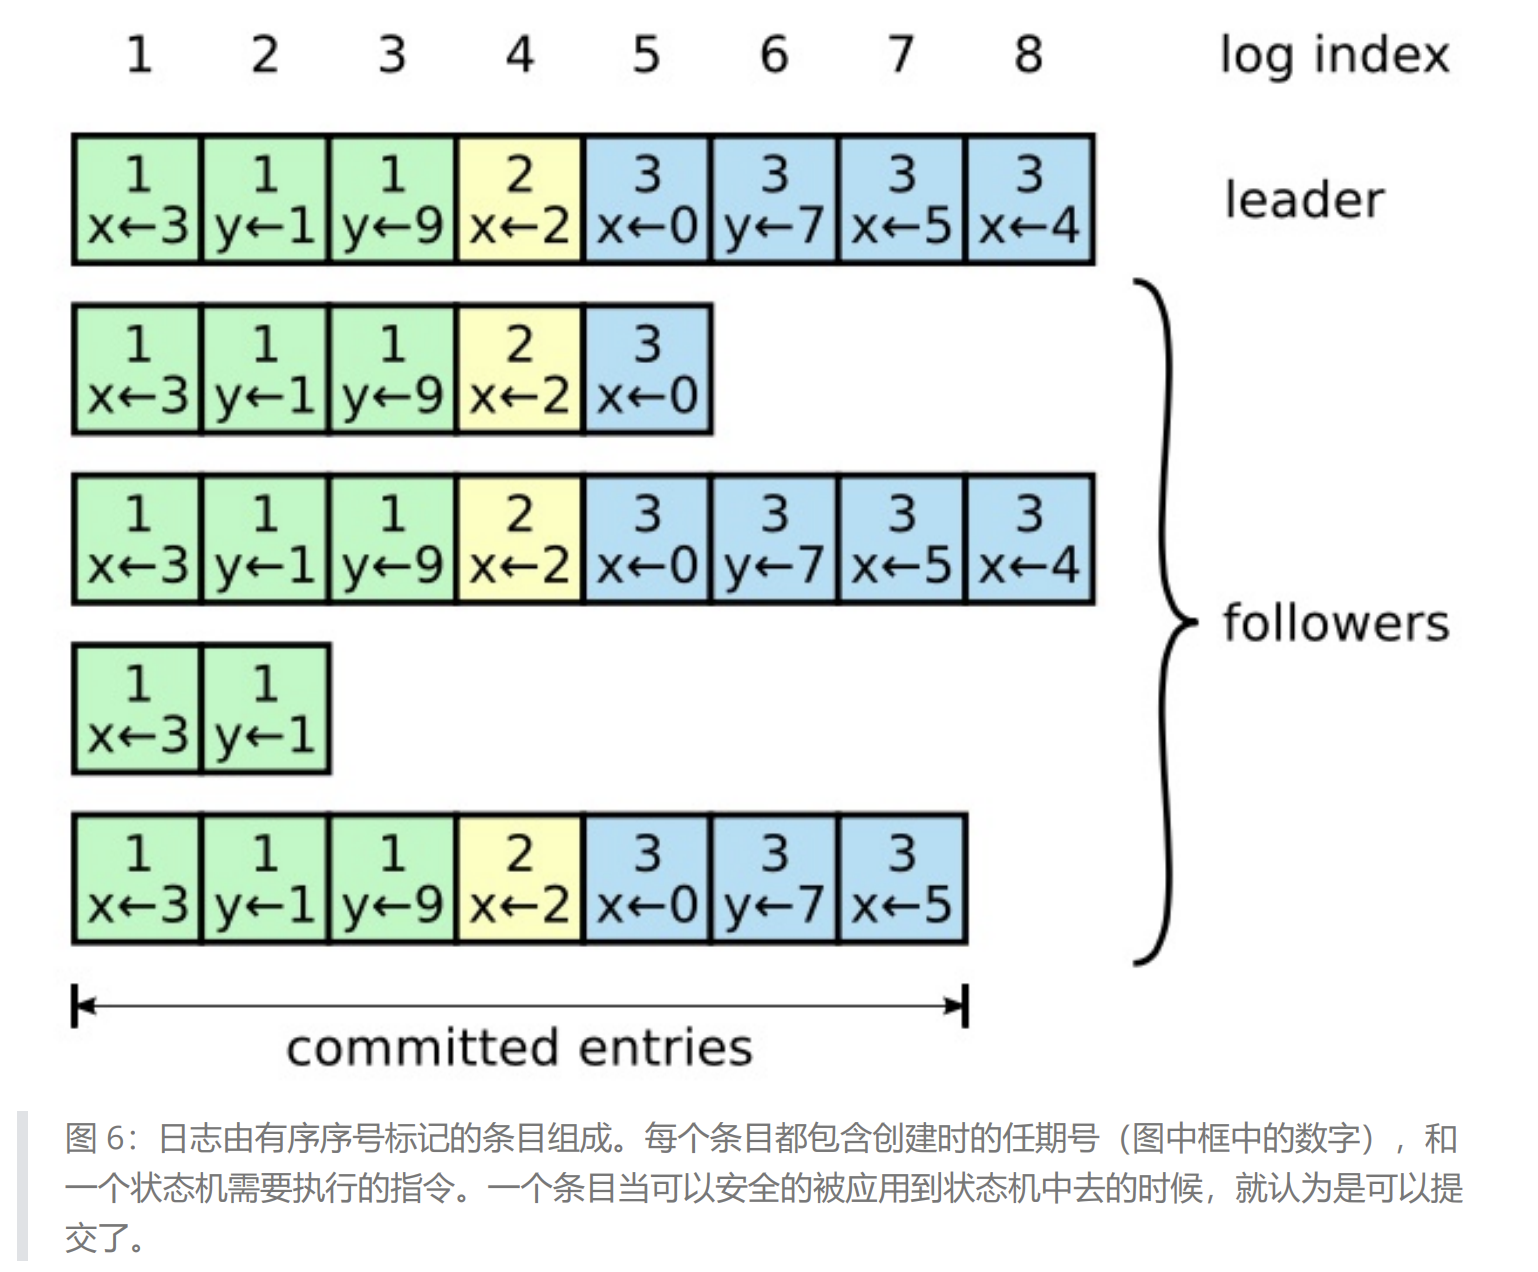 1 2 3 4 5 6 7 8 log index
1 1 1 2 3 3 3 3
x←3 y←1 y←9 x←2 x←0 y←7 x←5 x←4
leader
1 1 1 2 3
x←3 y←1 y←9 x←2 x←0
1 1 1 2 3 3 3 3
x←3 y←1 y←9 x←2 x←0 y←7 x←5 x←4
followers
1 1
x←3 y←1
1 1 1 2 3 3 3
x←3 y←1 y←9 x←2 x←0 y←7 x←5
committed entries
图 6：日志由有序序号标记的条目组成。每个条目都包含创建时的任期号（图中框中的数字），和
一个状态机需要执行的指令。一个条目当可以安全的被应用到状态机中去的时候，就认为是可以提
交了。